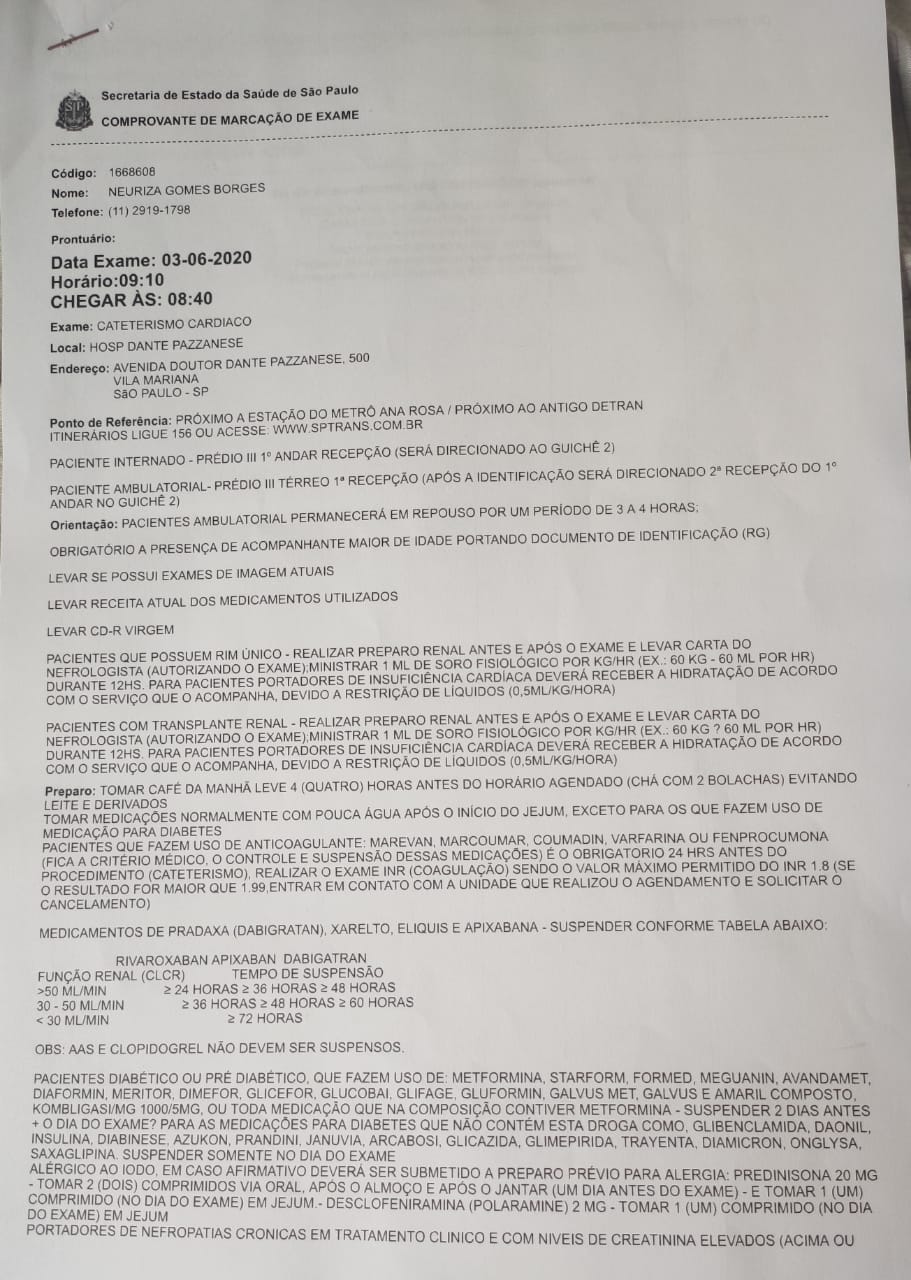 Secretaria de Estado da Saúde de São Paulo
COMPROVANTE DE MARCAÇÃO DE EXAME
Código: 1668608
Nome: NEURIZA GOMES BORGES
Telefone: (11) 2919-1798
Prontuário:
Data Exame: 03-06-2020
Horário:09:10
CHEGAR ÀS: 08:40
Exame: CATETERISMO CARDIACO
Local: HOSP DANTE PAZZANESE
Endereço: AVENIDA DOUTOR DANTE PAZZANESE, 500
VILA MARIANA
SãO PAULO - SP
Ponto de Referência: PRÓXIMO A ESTAÇÃO DO METRÔ ANA ROSA / PRÓXIMO AO ANTIGO DETRAN
ITINERÁRIOS LIGUE 156 OU ACESSE: WWW.SPTRANS.COM.BR
PACIENTE INTERNADO - PRÉDIO III 1º ANDAR RECEPÇÃO (SERÁ DIRECIONADO AO GUICHÊ 2)
PACIENTE AMBULATORIAL- PRÉDIO III TÉRREO 1ª RECEPÇÃO (APÓS A IDENTIFICAÇÃO SERÁ DIRECIONADO 2ª RECEPÇÃO DO 1º
ANDAR NO GUICHÊ 2)
Orientação: PACIENTES AMBULATORIAL PERMANECERÁ EM REPOUSO POR UM PERÍODO DE 3 A 4 HORAS;
OBRIGATÓRIO A PRESENÇA DE ACOMPANHANTE MAIOR DE IDADE PORTANDO DOCUMENTO DE IDENTIFICAÇÃO (RG)
LEVAR SE POSSUI EXAMES DE IMAGEM ATUAIS
LEVAR RECEITA ATUAL DOS MEDICAMENTOS UTILIZADOS
LEVAR CD-R VIRGEM
PACIENTES QUE POSSUEM RIM ÚNICO - REALIZAR PREPARO RENAL ANTES E APÓS O EXAME E LEVAR CARTA DO
NEFROLOGISTA (AUTORIZANDO O EXAME);MINISTRAR 1 ML DE SORO FISIOLÓGICO POR KG/HR (EX.: 60 KG - 60 ML POR HR)
DURANTE 12HS. PARA PACIENTES PORTADORES DE INSUFICIÊNCIA CARDÍACA DEVERÁ RECEBER A HIDRATAÇÃO DE ACORDO
COM O SERVIÇO QUE O ACOMPANHA, DEVIDO A RESTRIÇÃO DE LÍQUIDOS (0,5ML/KG/HORA)
PACIENTES COM TRANSPLANTE RENAL - REALIZAR PREPARO RENAL ANTES E APÓS O EXAME E LEVAR CARTA DO
NEFROLOGISTA (AUTORIZANDO O EXAME);MINISTRAR 1 ML DE SORO FISIOLÓGICO POR KG/HR (EX.: 60 KG ? 60 ML POR HR)
DURANTE 12HS. PARA PACIENTES PORTADORES DE INSUFICIÊNCIA CARDÍACA DEVERÁ RECEBER A HIDRATAÇÃO DE ACORDO
COM O SERVIÇO QUE O ACOMPANHA, DEVIDO A RESTRIÇÃO DE LÍQUIDOS (0,5ML/KG/HORA)
Preparo: TOMAR CAFÉ DA MANHÃ LEVE 4 (QUATRO) HORAS ANTES DO HORÁRIO AGENDADO (CHÁ COM 2 BOLACHAS) EVITANDO
LEITE E DERIVADOS
TOMAR MEDICAÇÕES NORMALMENTE COM POUCA ÁGUA APÓS O INÍCIO DO JEJUM, EXCETO PARA OS QUE FAZEM USO DE
MEDICAÇÃO PARA DIABETES
PACIENTES QUE FAZEM USO DE ANTICOAGULANTE: MAREVAN, MARCOUMAR, COUMADIN, VARFARINA OU FENPROCUMONA
(FICA A CRITÉRIO MÉDICO, O CONTROLE E SUSPENSÃO DESSAS MEDICAÇÕES) É O OBRIGATORIO 24 HRS ANTES DO
PROCEDIMENTO (CATETERISMO), REALIZAR O EXAME INR (COAGULAÇÃO) SENDO O VALOR MÁXIMO PERMITIDO DO INR 1.8 (SE
O RESULTADO FOR MAIOR QUE 1.99,ENTRAR EM CONTATO COM A UNIDADE QUE REALIZOU O AGENDAMENTO E SOLICITAR O
CANCELAMENTO)
MEDICAMENTOS DE PRADAXA (DABIGRATAN), XARELTO, ELIQUIS E APIXABANA - SUSPENDER CONFORME TABELA ABAIXO:
RIVAROXABAN APIXABAN DABIGATRAN
FUNÇÃO RENAL (CLCR) TEMPO DE SUSPENSÃO
>50 ML/MIN ≥ 24 HORAS ≥ 36 HORAS ≥ 48 HORAS
30 - 50 ML/MIN ≥ 36 HORAS ≥ 48 HORAS ≥ 60 HORAS
< 30 ML/MIN ≥ 72 HORAS
OBS: AAS E CLOPIDOGREL NÃO DEVEM SER SUSPENSOS.
PACIENTES DIABÉTICO OU PRÉ DIABÉTICO, QUE FAZEM USO DE: METFORMINA, STARFORM, FORMED, MEGUANIN, AVANDAMET,
DIAFORMIN, MERITOR, DIMEFOR, GLICEFOR, GLUCOBAI, GLIFAGE, GLUFORMIN, GALVUS MET, GALVUS E AMARIL COMPOSTO,
KOMBLIGASI/MG 1000/5MG, OU TODA MEDICAÇÃO QUE NA COMPOSIÇÃO CONTIVER METFORMINA - SUSPENDER 2 DIAS ANTES
+ O DIA DO EXAME? PARA AS MEDICAÇÕES PARA DIABETES QUE NÃO CONTÉM ESTA DROGA COMO, GLIBENCLAMIDA, DAONIL,
INSULINA, DIABINESE, AZUKON, PRANDINI, JANUVIA, ARCABOSI, GLICAZIDA, GLIMEPIRIDA, TRAYENTA, DIAMICRON, ONGLYSA,
SAXAGLIPINA. SUSPENDER SOMENTE NO DIA DO EXAME
ALÉRGICO AO IODO, EM CASO AFIRMATIVO DEVERÁ SER SUBMETIDO A PREPARO PRÉVIO PARA ALERGIA: PREDINISONA 20 MG
- TOMAR 2 (DOIS) COMPRIMIDOS VIA ORAL, APÓS O ALMOÇO E APÓS O JANTAR (UM DIA ANTES DO EXAME) - E TOMAR 1 (UM)
COMPRIMIDO (NO DIA DO EXAME) EM JEJUM.- DESCLOFENIRAMINA (POLARAMINE) 2 MG - TOMAR 1 (UM) COMPRIMIDO (NO DIA
DO EXAME) EM JEJUM
PORTADORES DE NEFROPATIAS CRONICAS EM TRATAMENTO CLINICO E COM NIVEIS DE CREATININA ELEVADOS (ACIMA OU